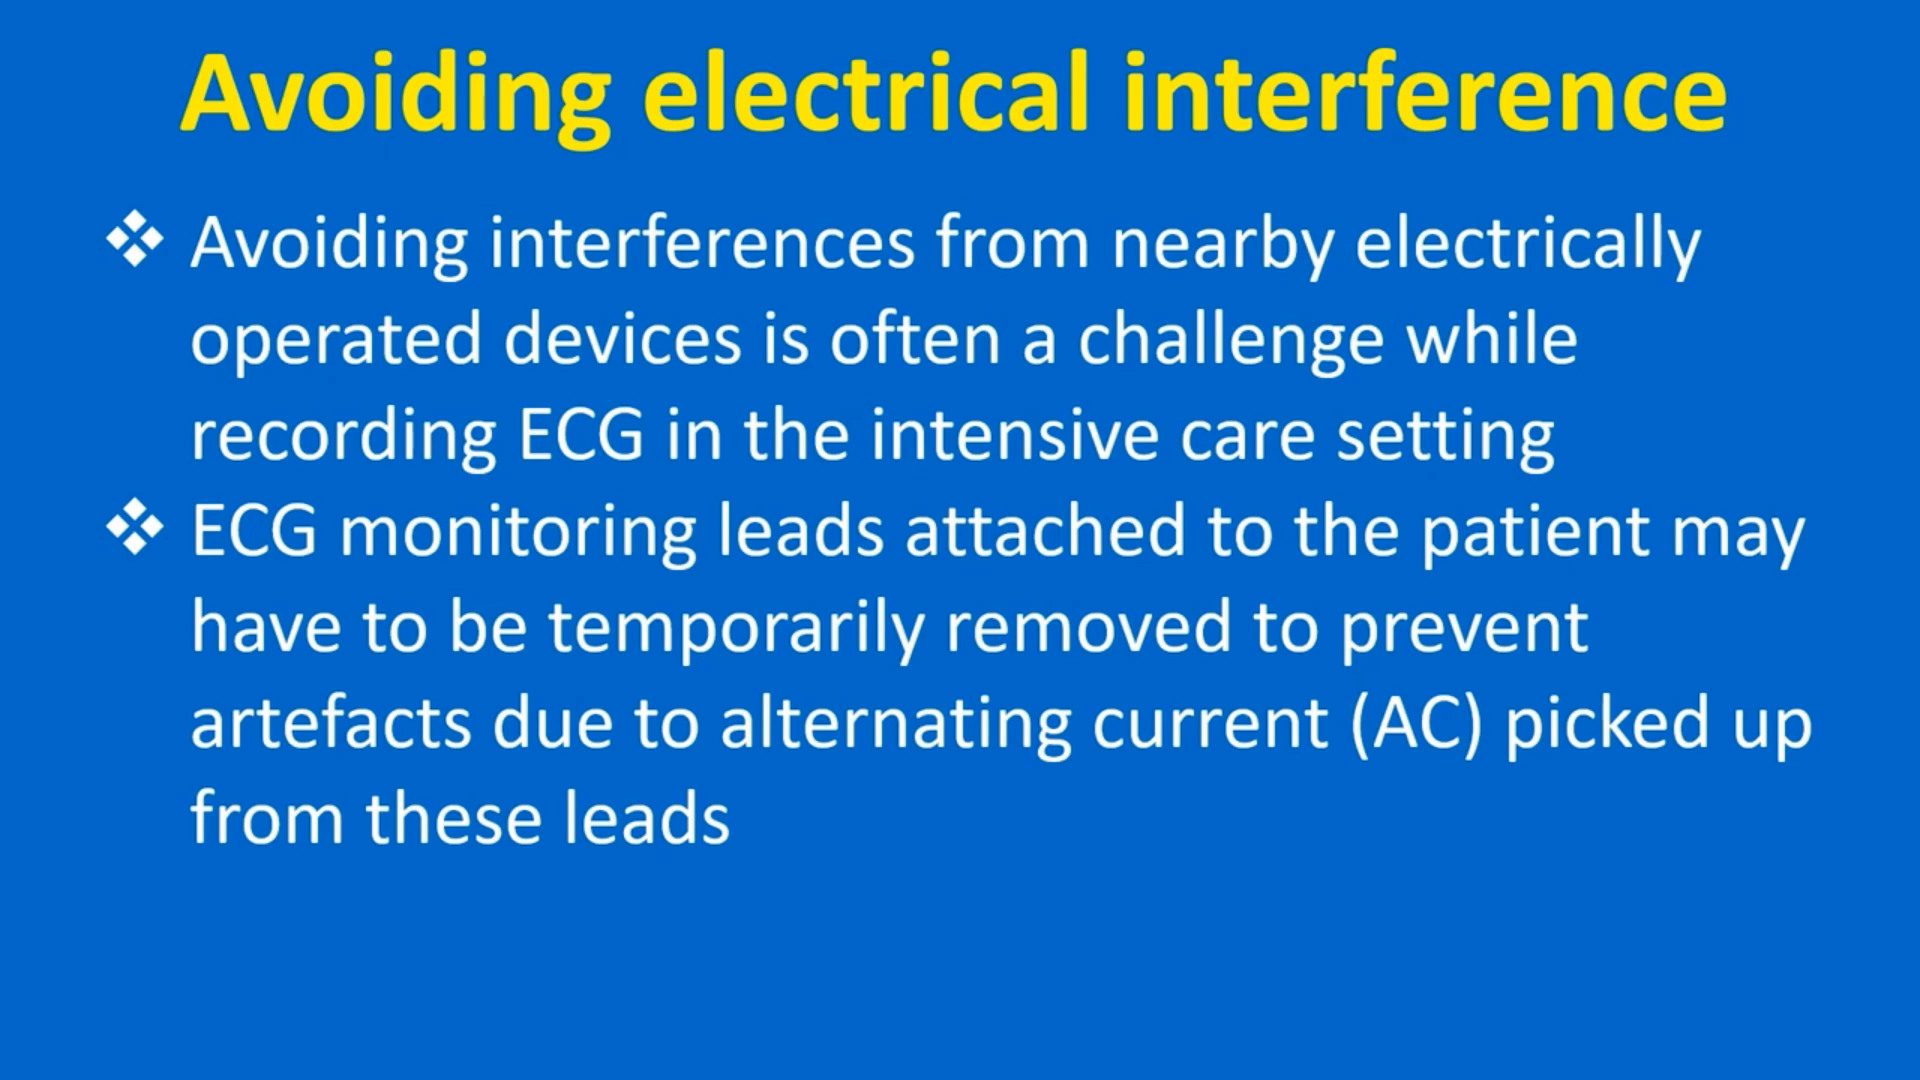 Avoiding electrical interference
❖ Avoiding interferences from nearby electrically
operated devices is often a challenge while
recording ECG in the intensive care setting
❖ ECG monitoring leads attached to the patient may
have to be temporarily removed to prevent
artefacts due to alternating current (AC) picked up
from these leads